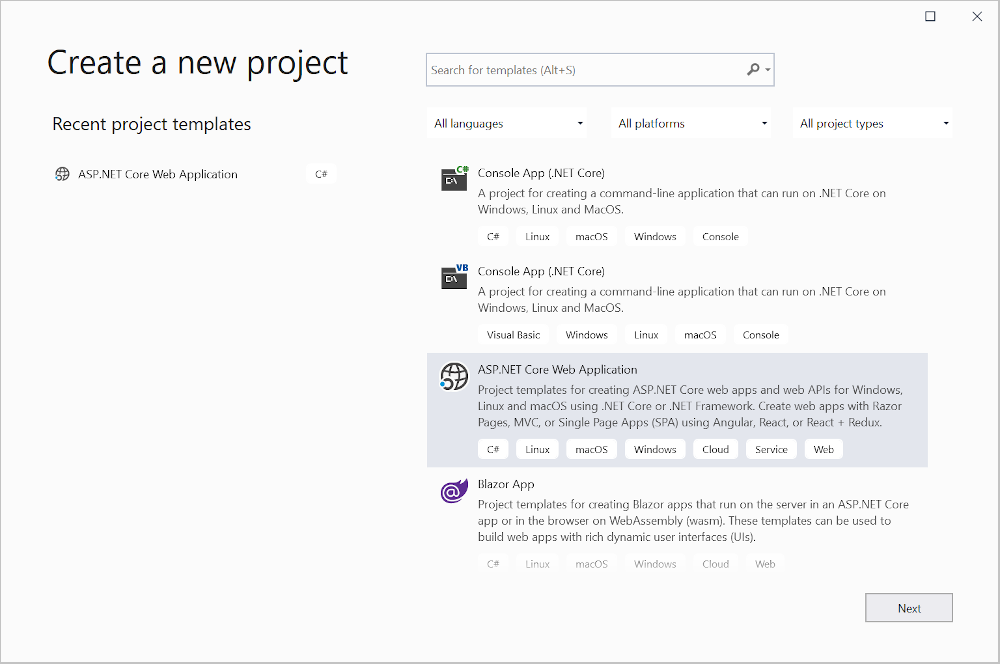 Create a new project
Search for templates (Alt+S)
Recent project templates
All languages
All platforms
All project types
ASP.NET Core Web Application
C#
C#
Console App (.NET Core)
A project for creating a command-line application that can run on .NET Core on
Windows, Linux and MacOS.
C# Linux macOS Windows Console
VB
Console App (.NET Core)
A project for creating a command-line application that can run on .NET Core on
Windows, Linux and MacOS.
Visual Basic Windows Linux macOS Console
ASP.NET Core Web Application
Project templates for creating ASP.NET Core web apps and web APIs for Windows,
Linux and macOS using .NET Core or .NET Framework. Create web apps with Razor
Pages, MVC, or Single Page Apps (SPA) using Angular, React, or React + Redux.
C# Linux macOS Windows Cloud Service Web
Blazor App
Project templates for creating Blazor apps that run on the server in an ASP.NET Core
app or in the browser on WebAssembly (wasm). These templates can be used to
build web apps with rich dynamic user interfaces (UIs).
C# Linux macOS Windows Cloud Web
Next